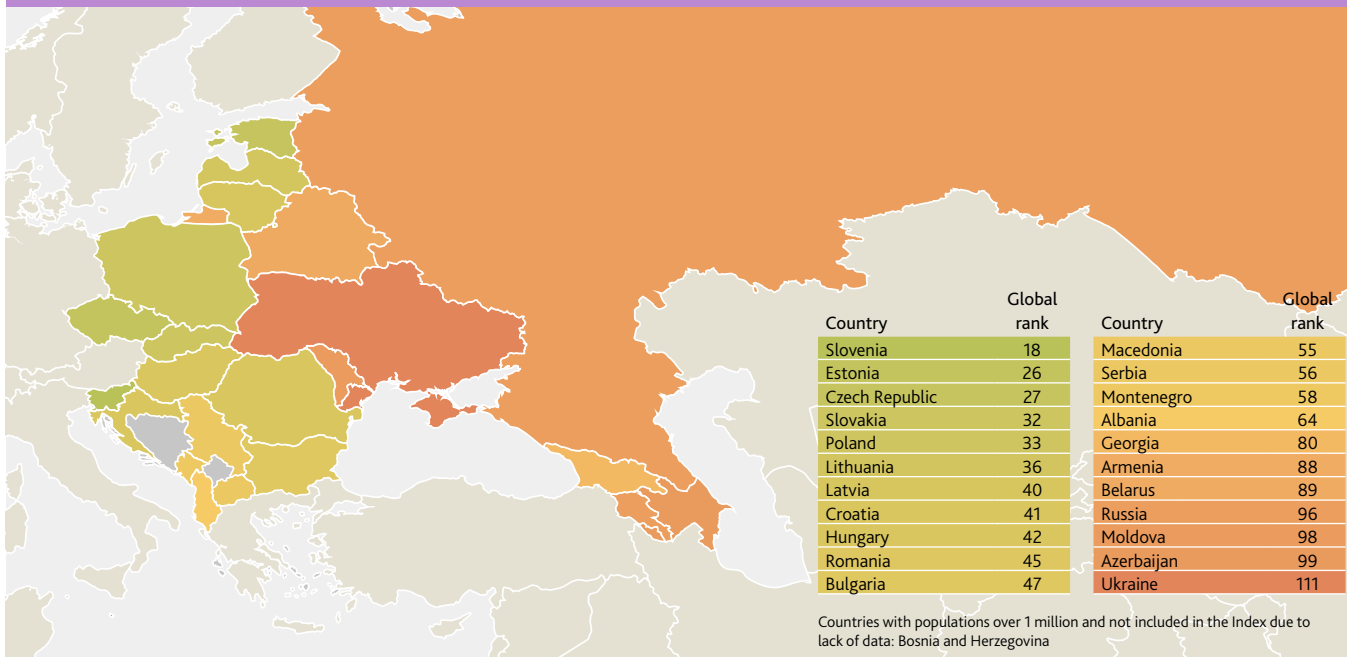 Country Global rank
Slovenia 18
Estonia 26
Czech Republic 27
Slovakia 32
Poland 33
Lithuania 36
Latvia 40
Croatia 41
Hungary 42
Romania 45
Bulgaria 47
Country Global rank
Macedonia 55
Serbia 56
Montenegro 58
Albania 64
Georgia 80
Armenia 88
Belarus 89
Russia 96
Moldova 98
Azerbaijan 99
Ukraine 111
Countries with populations over 1 million and not included in the Index due to
lack of data: Bosnia and Herzegovina